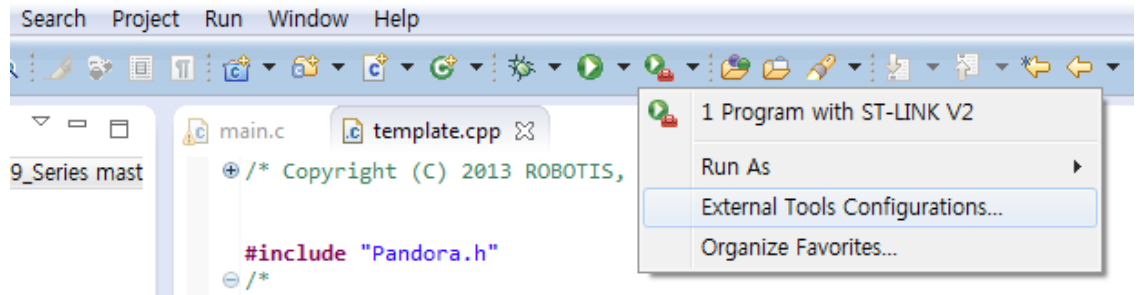 Search Project Run Window Help
main.c template.cpp
9_Series mast
/* Copyright (C) 2013 ROBOTIS,
#include "Pandora.h"
/*
1 Program with ST-LINK V2
Run As
External Tools Configurations...
Organize Favorites...